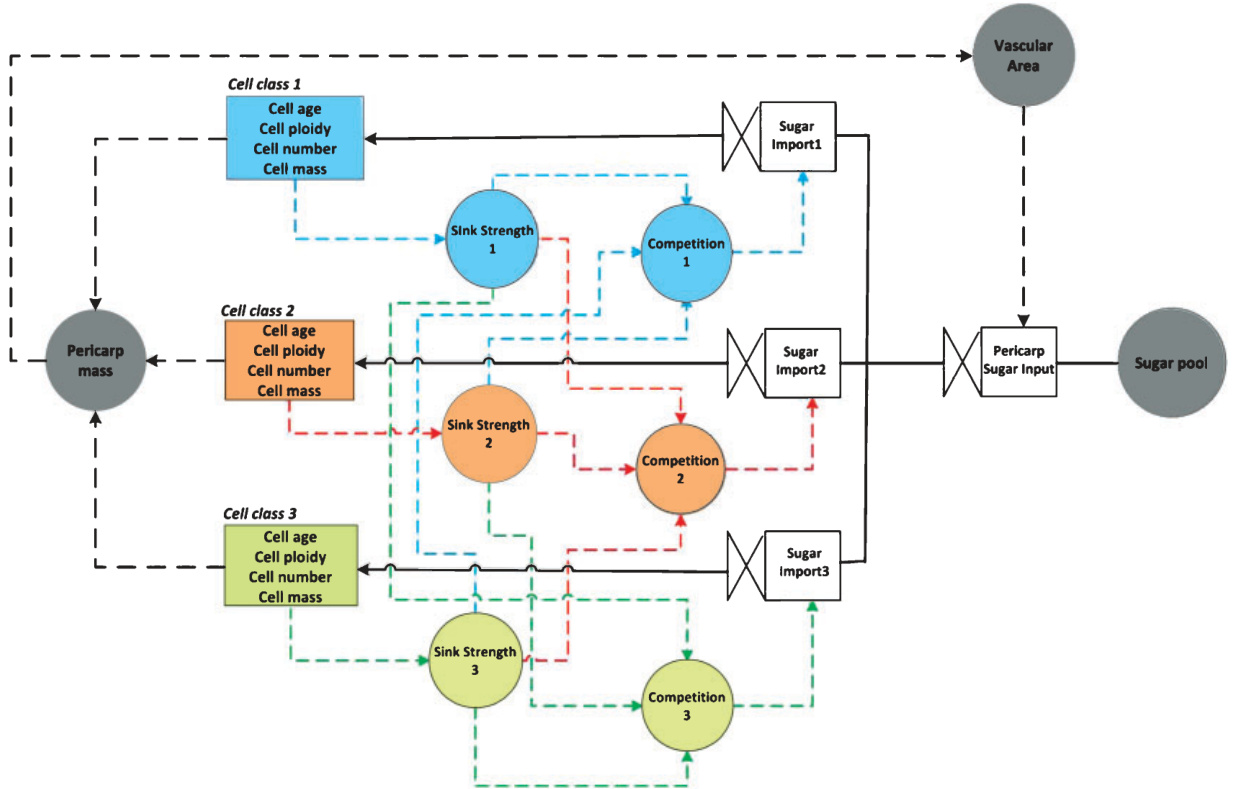 Vascular
Area
Cell class 1
Cell age
Cell ploidy
Cell number
Cell mass
Sugar
Import1
Sink Strength
1
Competition
1
Cell class 2
Cell age
Cell ploidy
Cell number
Cell mass
Pericarp
mass
Sugar
Import2
Pericarp
Sugar Input
Sugar pool
Sink Strength
2
Competition
2
Cell class 3
Cell age
Cell ploidy
Cell number
Cell mass
Sugar
Import3
Sink Strength
3
Competition
3